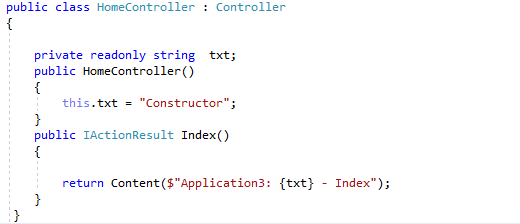 public class HomeController : Controller
{
private readonly string  txt;
public HomeController()
{
this.txt = "Constructor";
}
public IActionResult Index()
{
return Content($"Application3: {txt} - Index");
}
}